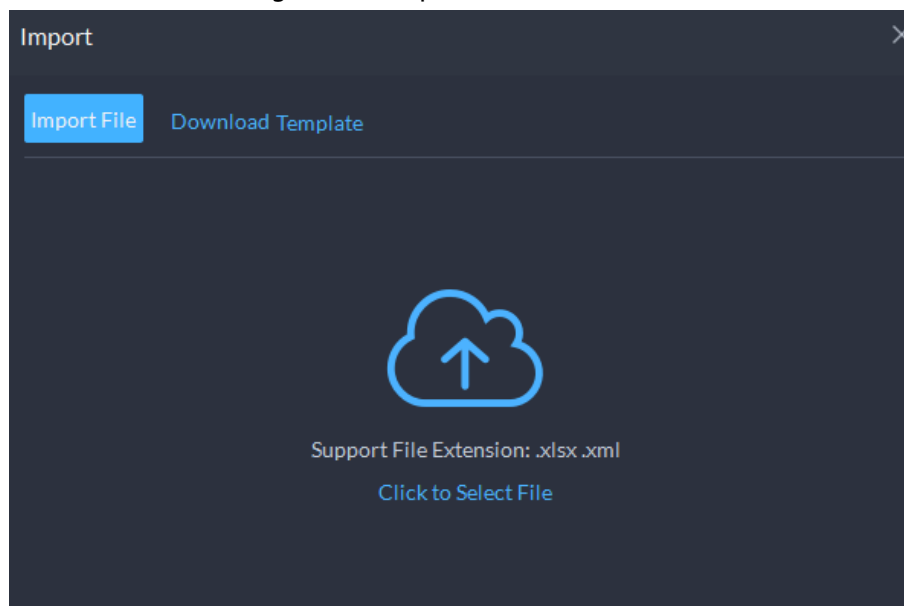 Import
Import File
Download Template
Support File Extension: .xlsx .xml
Click to Select File